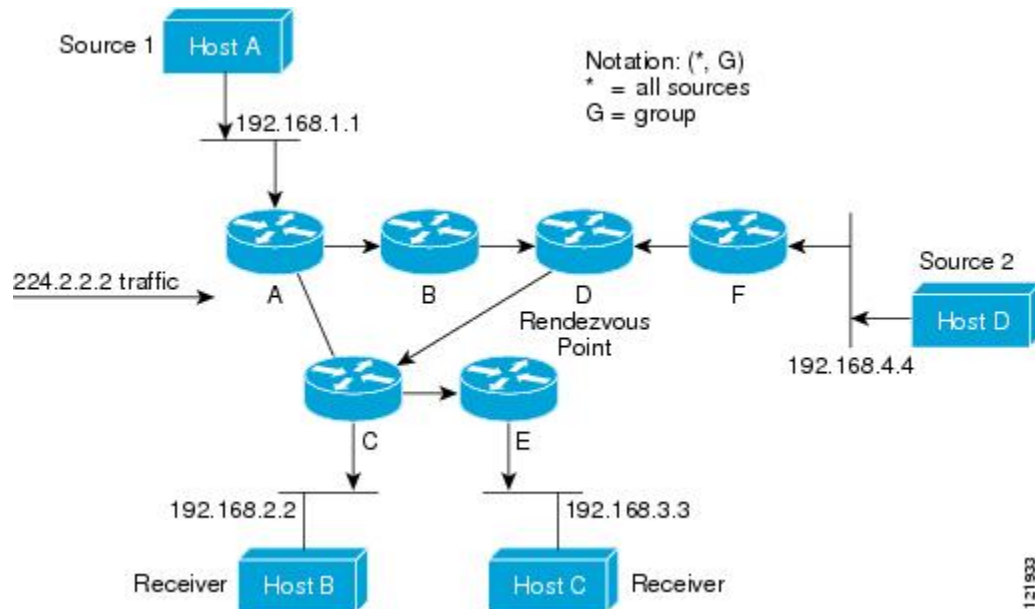 Source 1
Host A
Notation: (*, G)
* = all sources
G = group
192.168.1.1
224.2.2.2 traffic
A
B
D
F
Rendezvous
Point
Source 2
Host D
192.168.4.4
C
E
192.168.2.2
192.168.3.3
Receiver
Host B
Host C
Receiver
121933